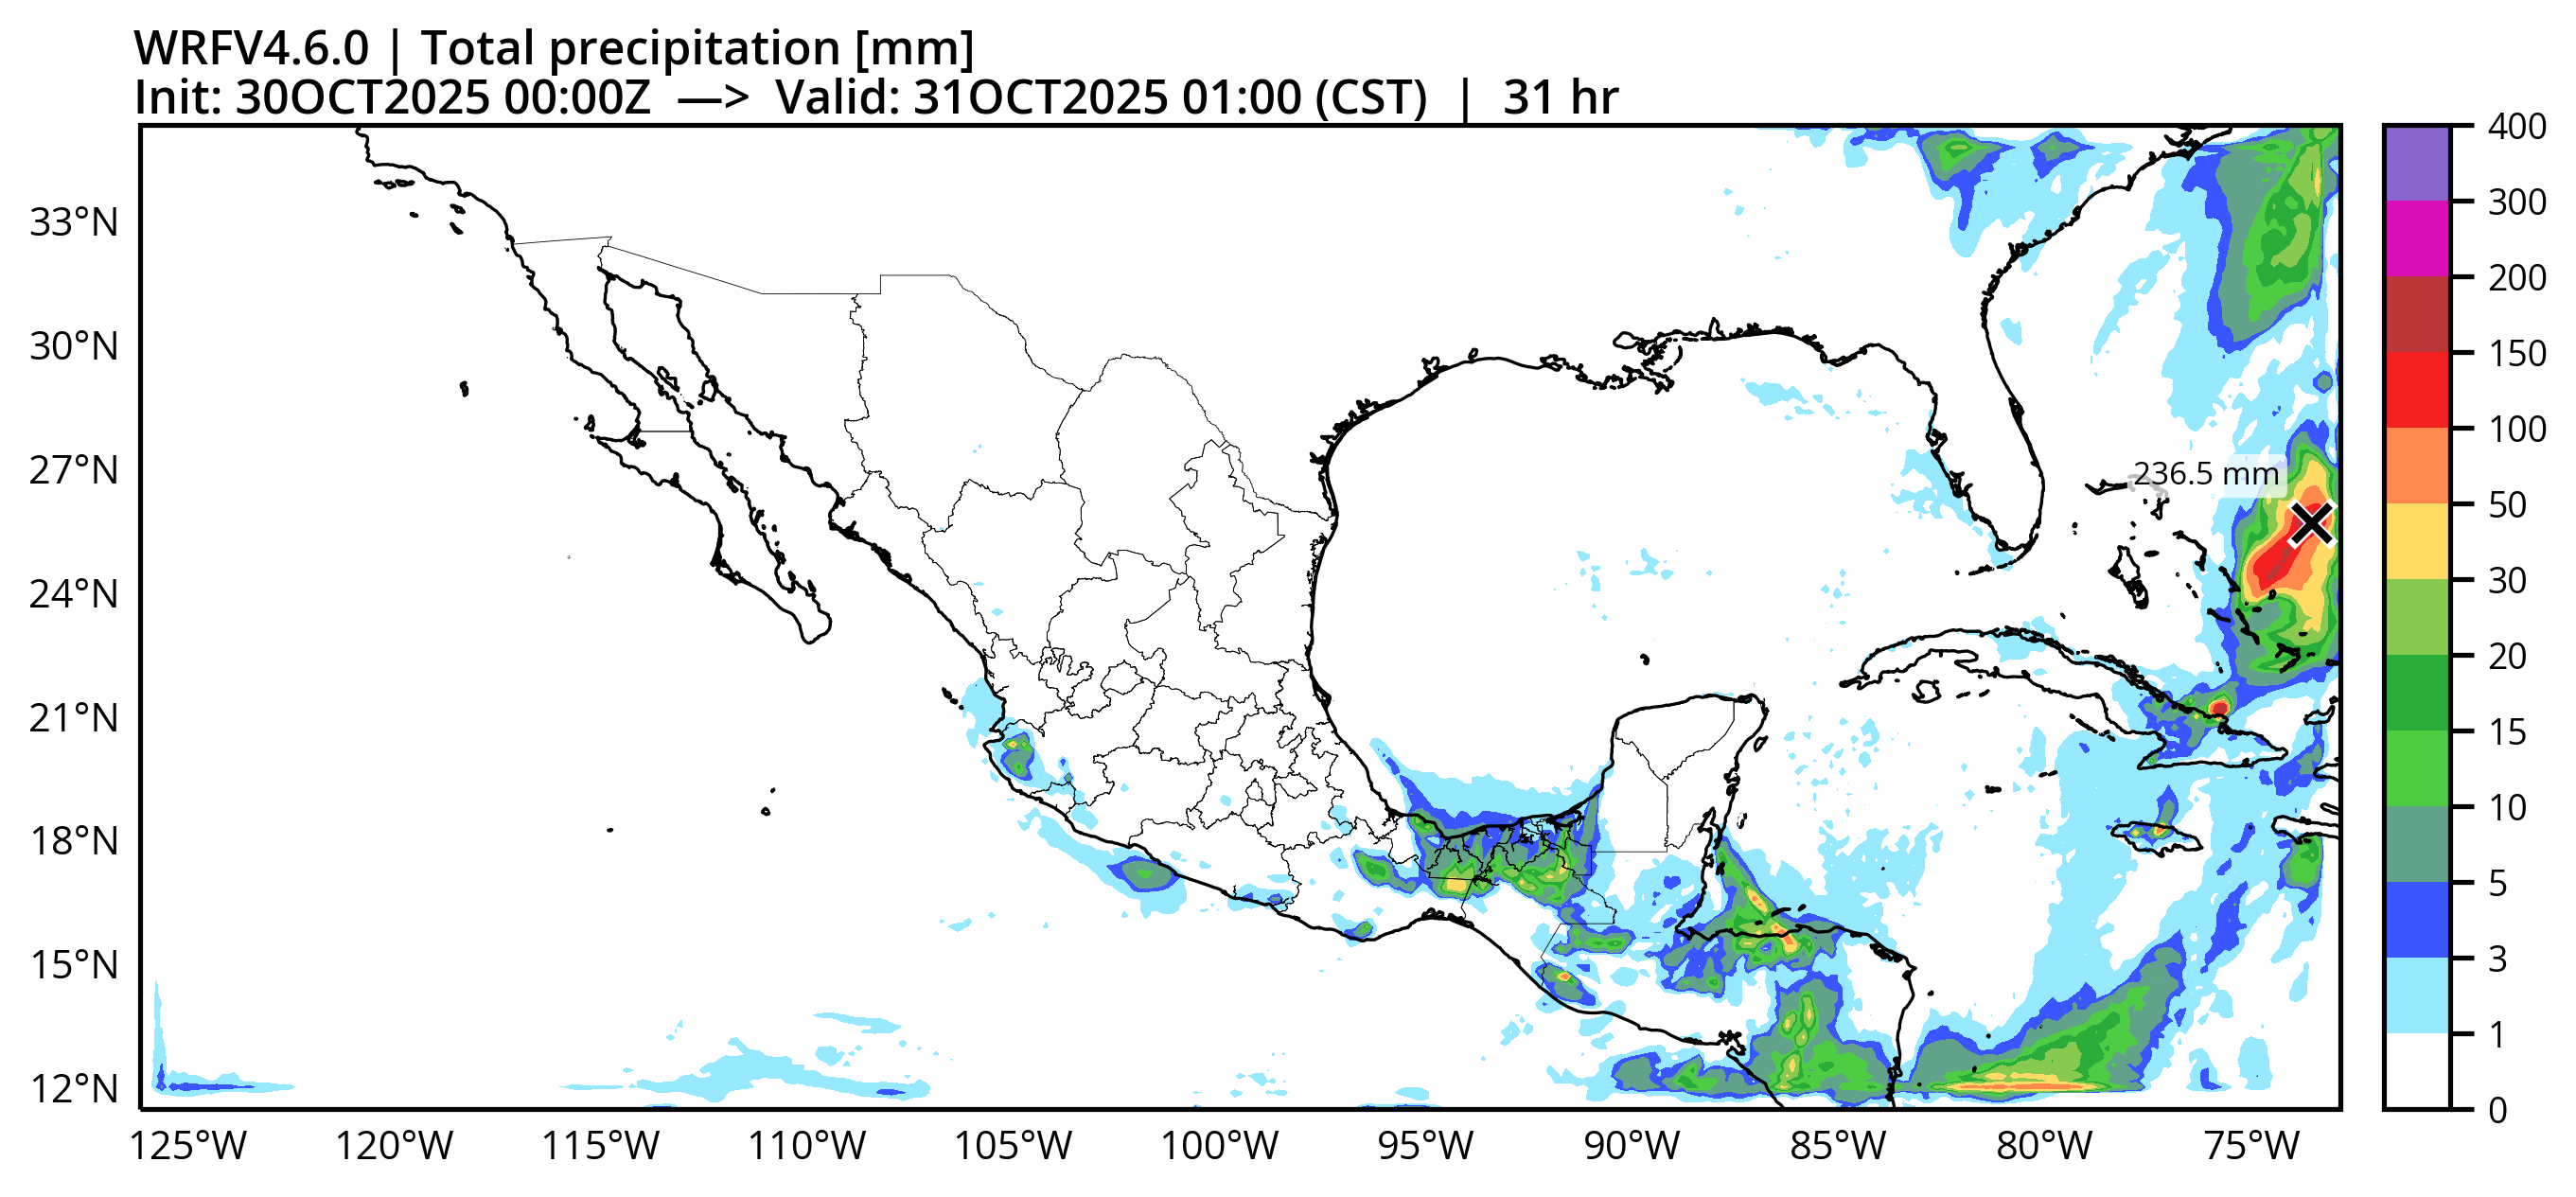 WRFV4.6.0 | Total precipitation [mm]
Init: 30OCT2025 00:00Z —> Valid: 31OCT2025 01:00 (CST) | 31 hr
33°N
30°N
27°N
24°N
21°N
18°N
15°N
12°N
236.5 mm
125°W 120°W 115°W 110°W 105°W 100°W 95°W 90°W 85°W 80°W 75°W
400
300
200
150
100
50
30
20
15
10
5
3
1
0